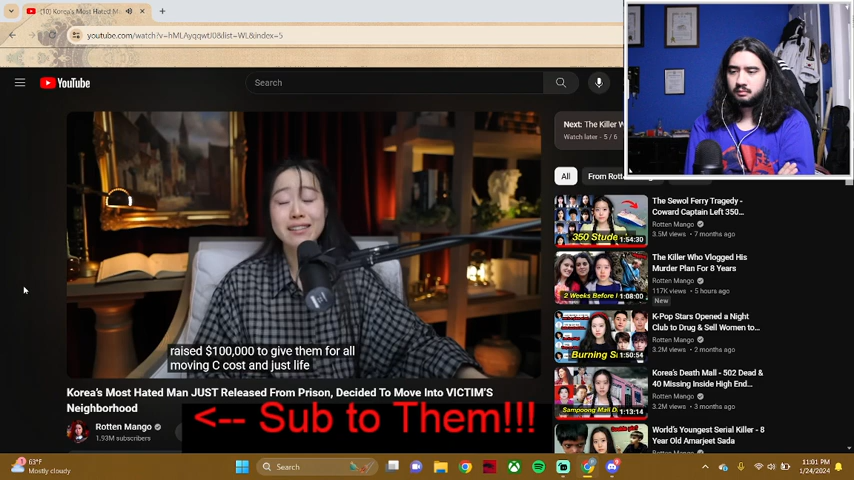 (10) Korea's Most Hated M
youtube.com/watch?v=hMLAyqqwtJ0&list=WL&index=5
YouTube
Search
Next: The Killer W
Watch later - 5/6
All
From Rott
raised $100,000 to give them for all
moving C cost and just life
Korea's Most Hated Man JUST Released From Prison, Decided To Move Into VICTIM'S
Neighborhood
Rotten Mango
1.93M subscribers
<-- Sub to Them!!!
350 Stude
1:54:30
The Sewol Ferry Tragedy -
Coward Captain Left 350...
Rotten Mango
3.5M views • 7 months ago
2 Weeks Before
1:08:00
The Killer Who Vlogged His
Murder Plan For 8 Years
Rotten Mango
117K views • 5 hours ago
New
Burning S
1:50:54
K-Pop Stars Opened a Night
Club to Drug & Sell Women to...
Rotten Mango
3.2M views • 2 months ago
Sampoong Mall D
1:13:14
Korea's Death Mall - 502 Dead &
40 Missing Inside High End...
Rotten Mango
3.2M views • 3 months ago
World's Youngest Serial Killer - 8
Year Old Amarjeet Sada
Rotten Mango
63°F
Mostly cloudy
Search
11:01 PM
1/24/2024